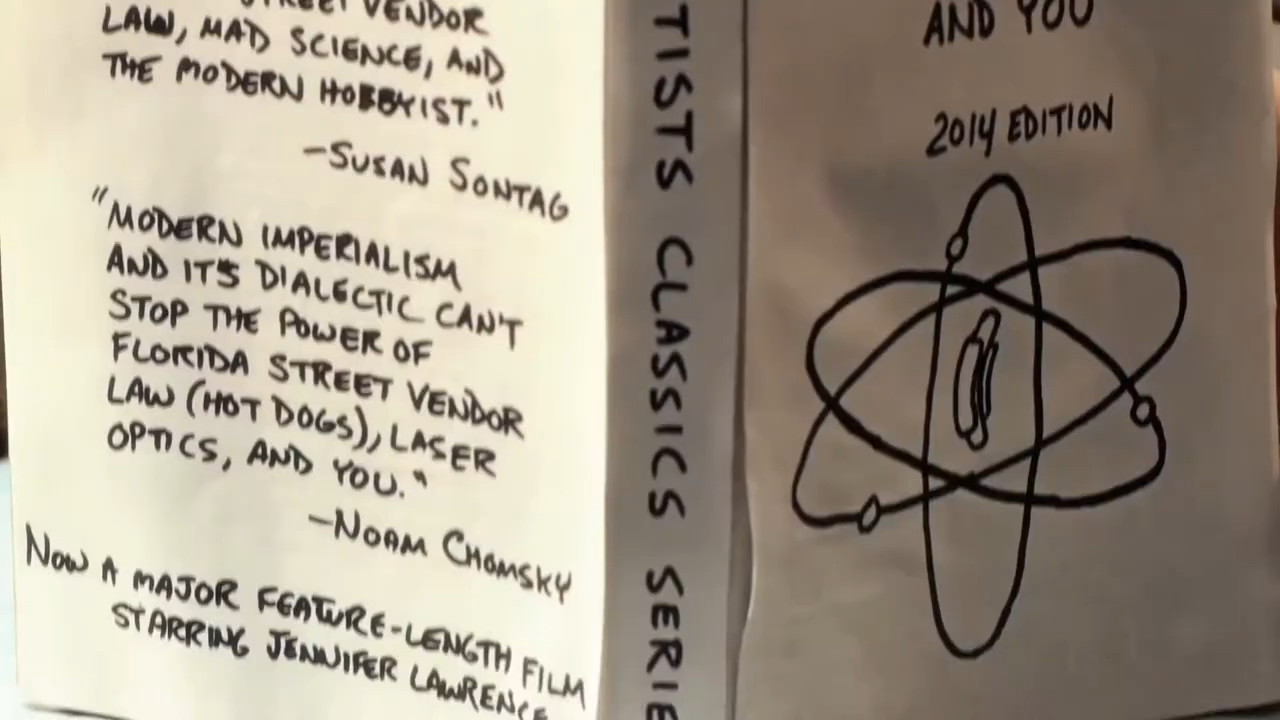 STREET VENDOR
LAW, MAD SCIENCE, AND
THE MODERN HOBBYIST."
-SUSAN SONTAG
"MODERN IMPERIALISM
AND IT'S DIALECTIC CAN'T
STOP THE POWER OF
FLORIDA STREET VENDOR
LAW (HOT DOGS), LASER
OPTICS, AND YOU."
-NOAM CHOMSKY
NOW A MAJOR FEATURE-LENGTH FILM
STARRING JENNIFER LAWRENCE
TISTS CLASSICS SERIE
AND YOU
2014 EDITION